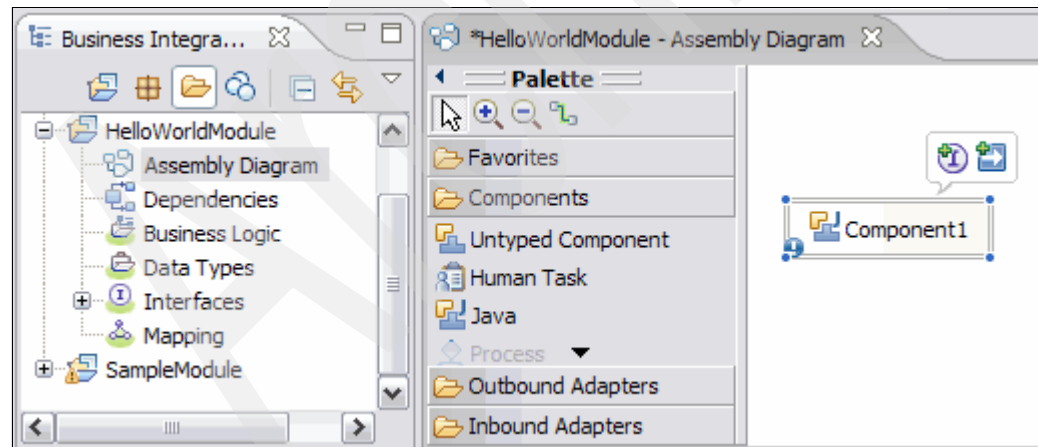 Business Integra...
HelloWorldModule
Assembly Diagram
Dependencies
Business Logic
Data Types
Interfaces
Mapping
SampleModule
*HelloWorldModule - Assembly Diagram
Palette
Favorites
Components
Untyped Component
Human Task
Java
Process
Outbound Adapters
Inbound Adapters
Component1